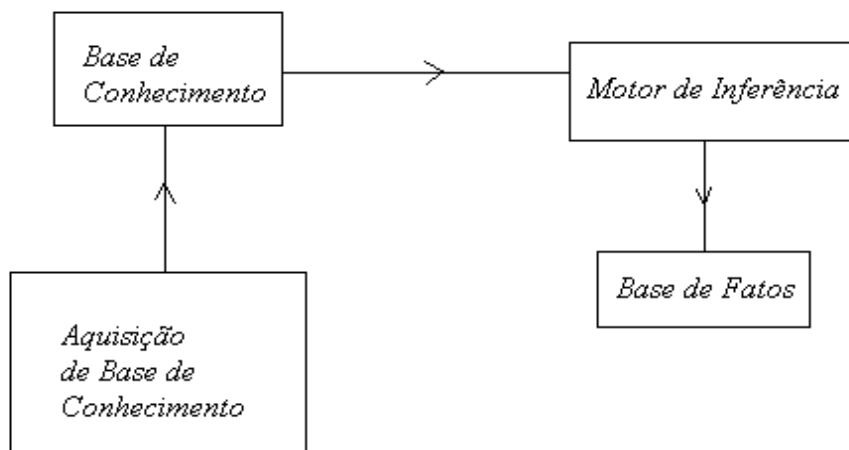 Base de
Conhecimento
Motor de Inferência
Base de Fatos
Aquisição
de Base de
Conhecimento